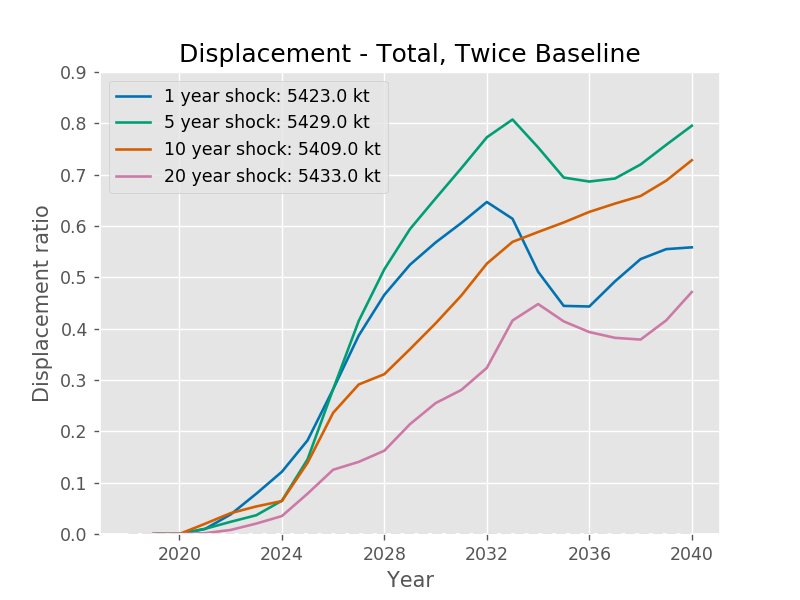 Displacement - Total, Twice Baseline
0.9
0.8
0.7
0.6
0.5
0.4
0.3
0.2
0.1
0.0
Displacement ratio
1 year shock: 5423.0 kt
5 year shock: 5429.0 kt
10 year shock: 5409.0 kt
20 year shock: 5433.0 kt
2020 2024 2028 2032 2036 2040
Year